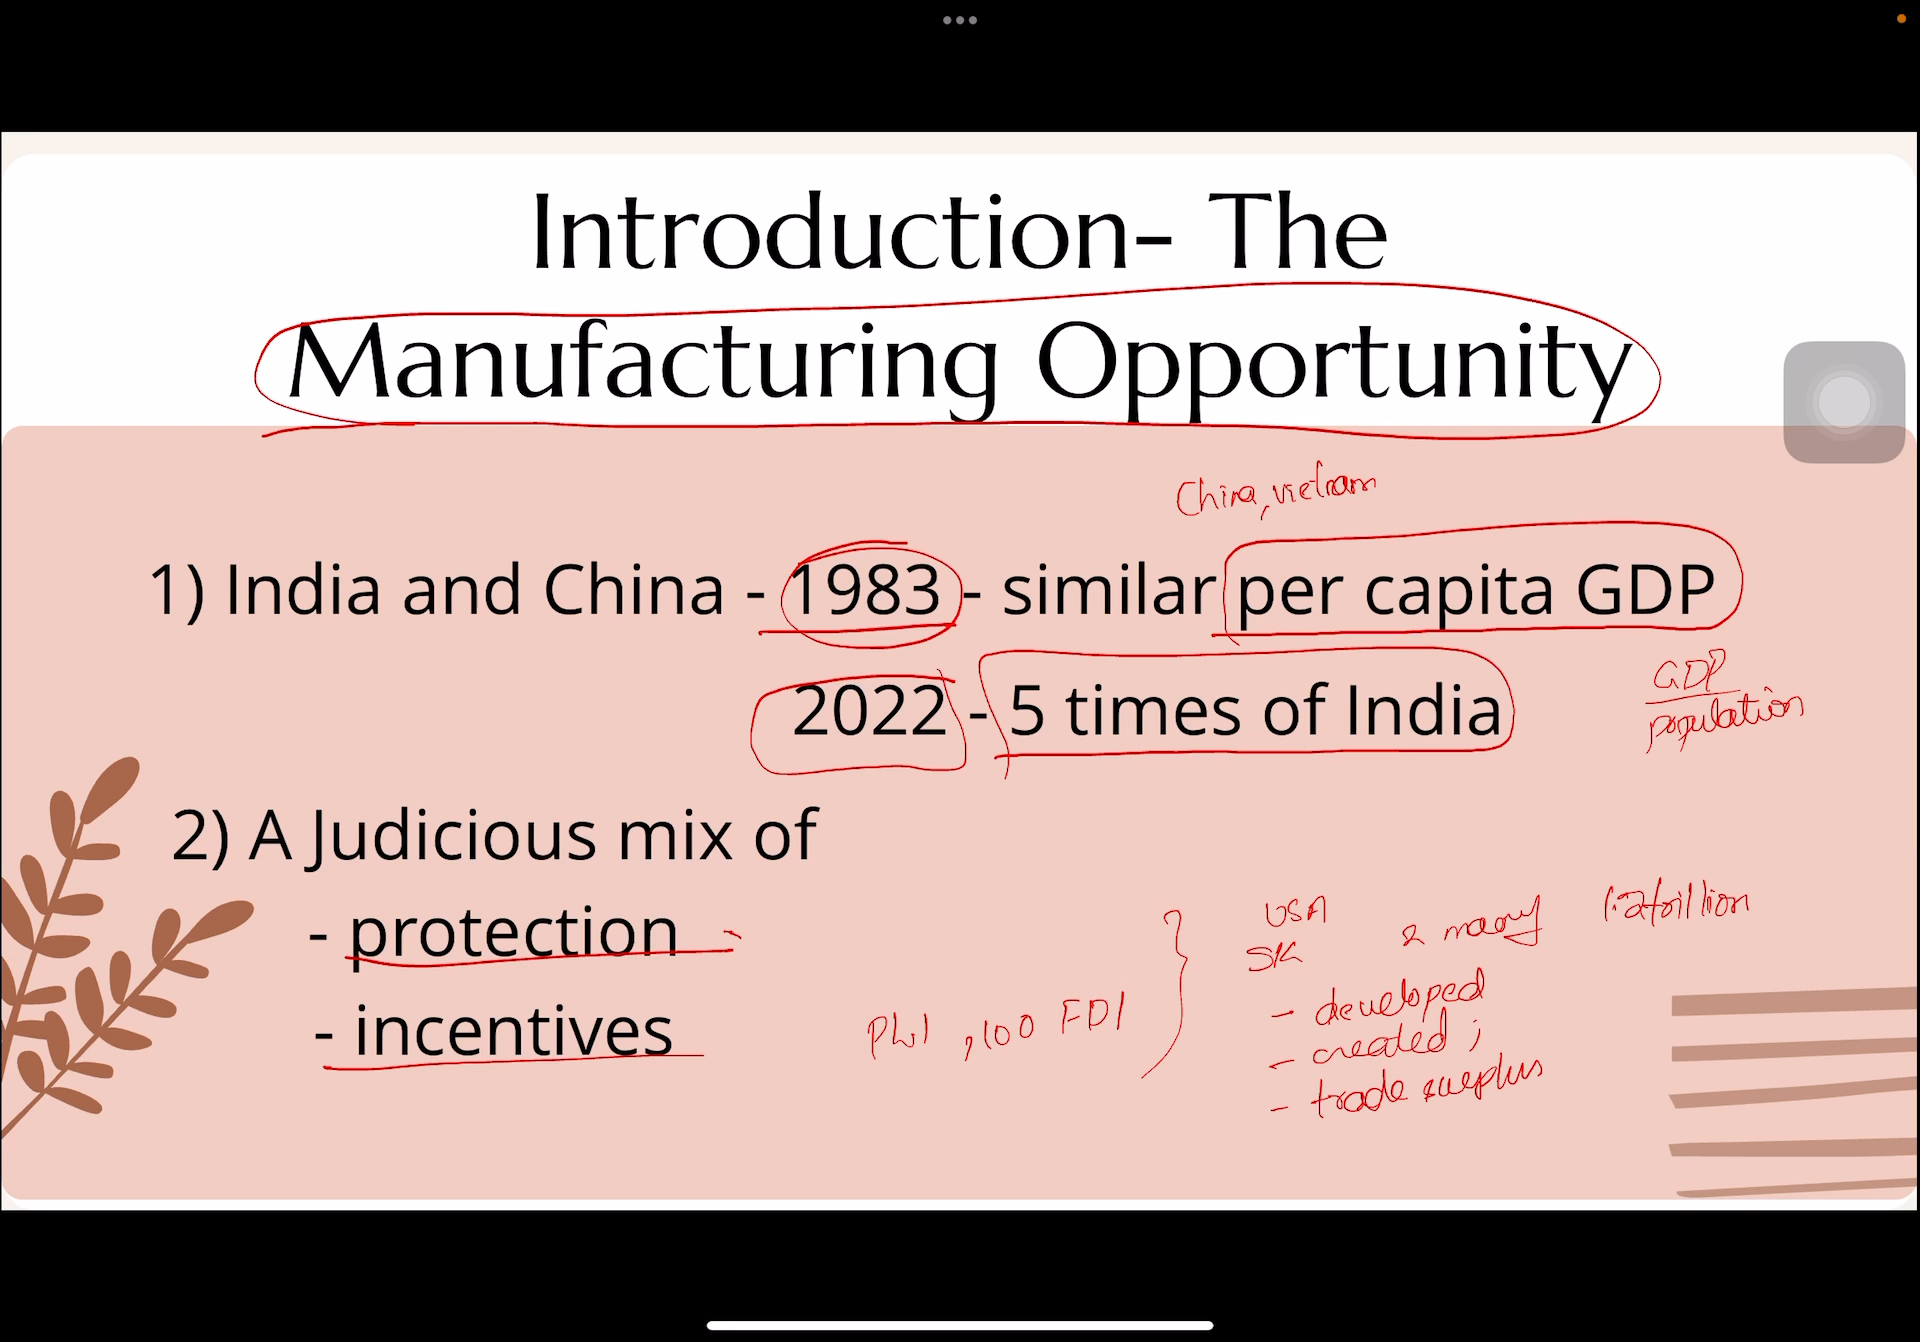 Introduction- The
Manufacturing Opportunity
China, vietnam
1) India and China - 1983 - similar per capita GDP
2022 - 5 times of India
GDP
population
2) A Judicious mix of
- protection
- incentives
PLI , 100 FDI
USA
SK
& many
1.2 trillion
- developed
- created ;
- trade surplus